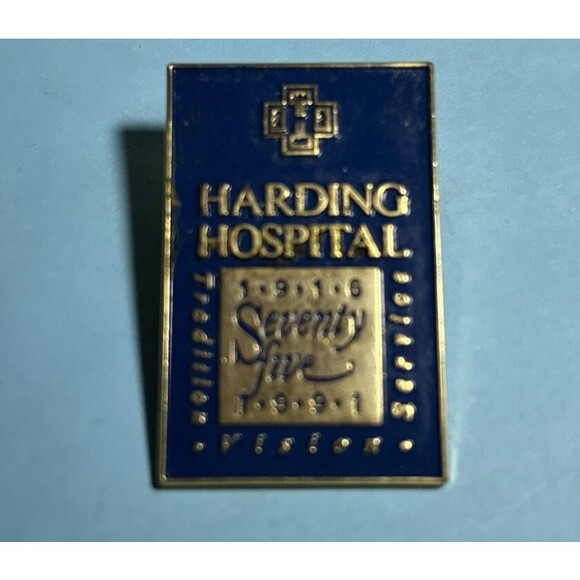 H
HARDING
HOSPITAL
1·9·1·6
Seventy
five
1·9·9·1
Tradition
·Vision·
Service